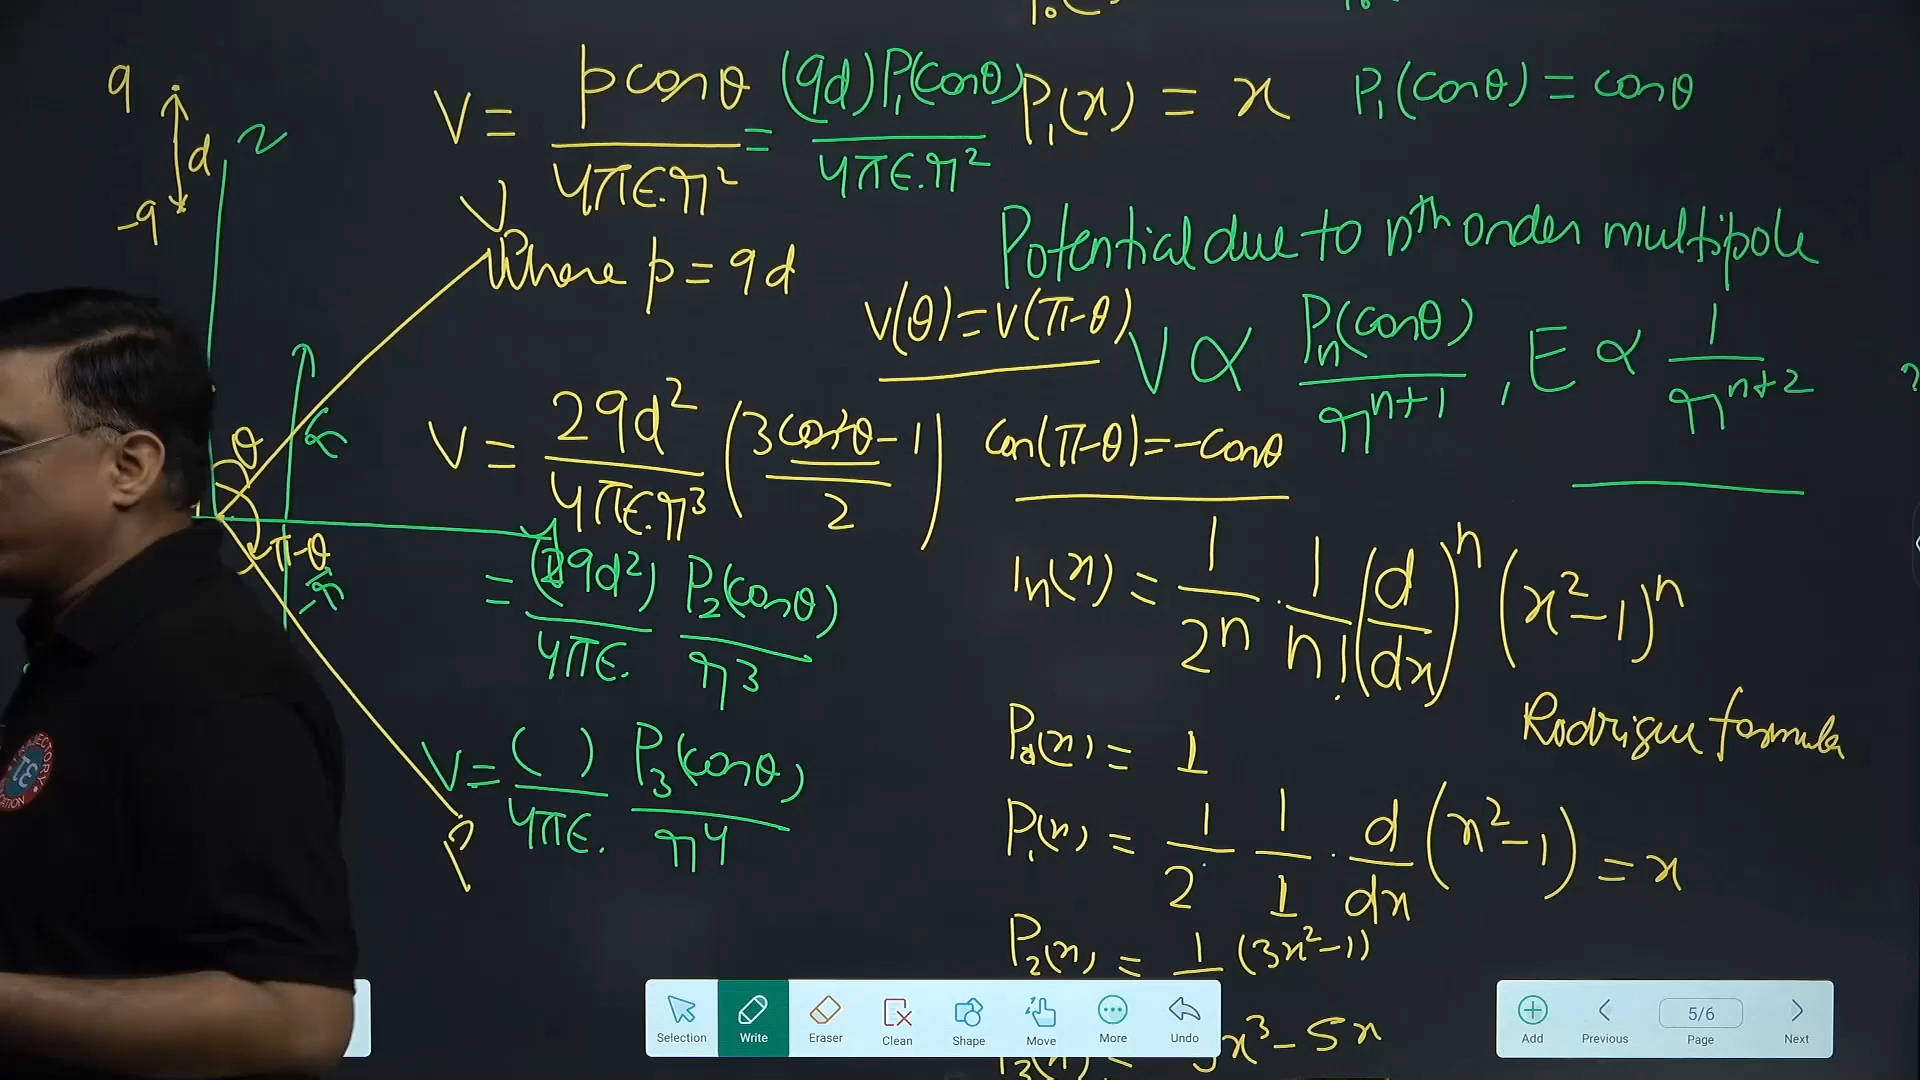 q
d
-q
z
V = p cosθ / 4πε₀r² = (qd)P₁(cosθ) / 4πε₀r²
P₁(x) = x
P₁(cosθ) = cosθ
Where p = qd
Potential due to nth order multipole
V(θ) = V(π-θ)
V ∝ Pₙ(cosθ) / rⁿ⁺¹ , E ∝ 1 / rⁿ⁺²
θ
r̂
V = 2qd² / 4πε₀r³ ( 3cos²θ-1 / 2 )
cos(π-θ) = -cosθ
π-θ
-r̂
= (2qd²) / 4πε₀ P₂(cosθ) / r³
Pₙ(x) = 1 / 2ⁿ · 1 / n! (d/dx)ⁿ (x²-1)ⁿ
Rodrigue formula
V = ( ) / 4πε₀ P₃(cosθ) / r⁴
P
P₀(x) = 1
P₁(x) = 1/2 1/1 · d/dx (x²-1) = x
P₂(x) = 1 (3x²-1)
P₃(x) = x³-5x
Selection
Write
Eraser
Clean
Shape
Move
More
Undo
Add
Previous
5/6
Page
Next